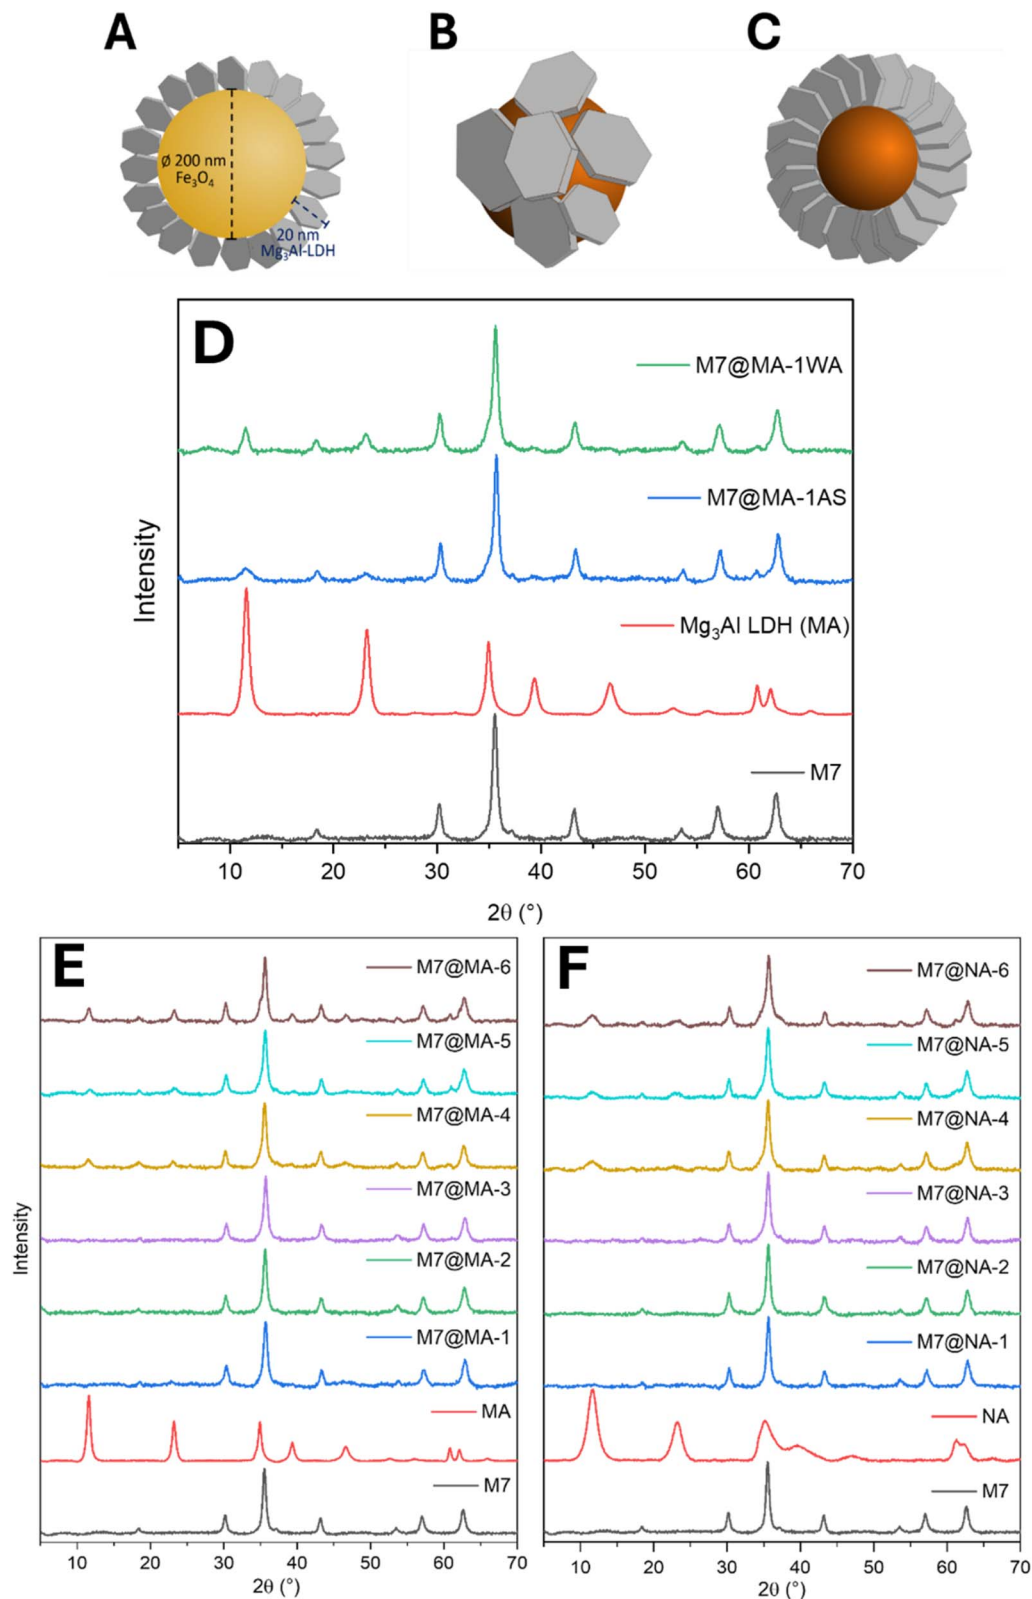 A
B
C
Ø 200 nm
Fe₃O₄
20 nm
Mg₃Al-LDH
D
M7@MA-1WA
M7@MA-1AS
Mg₃Al LDH (MA)
M7
Intensity
10 20 30 40 50 60 70
2θ (°)
E
M7@MA-6
M7@MA-5
M7@MA-4
M7@MA-3
M7@MA-2
M7@MA-1
MA
M7
Intensity
10 20 30 40 50 60 70
2θ (°)
F
M7@NA-6
M7@NA-5
M7@NA-4
M7@NA-3
M7@NA-2
M7@NA-1
NA
M7
10 20 30 40 50 60 70
2θ (°)